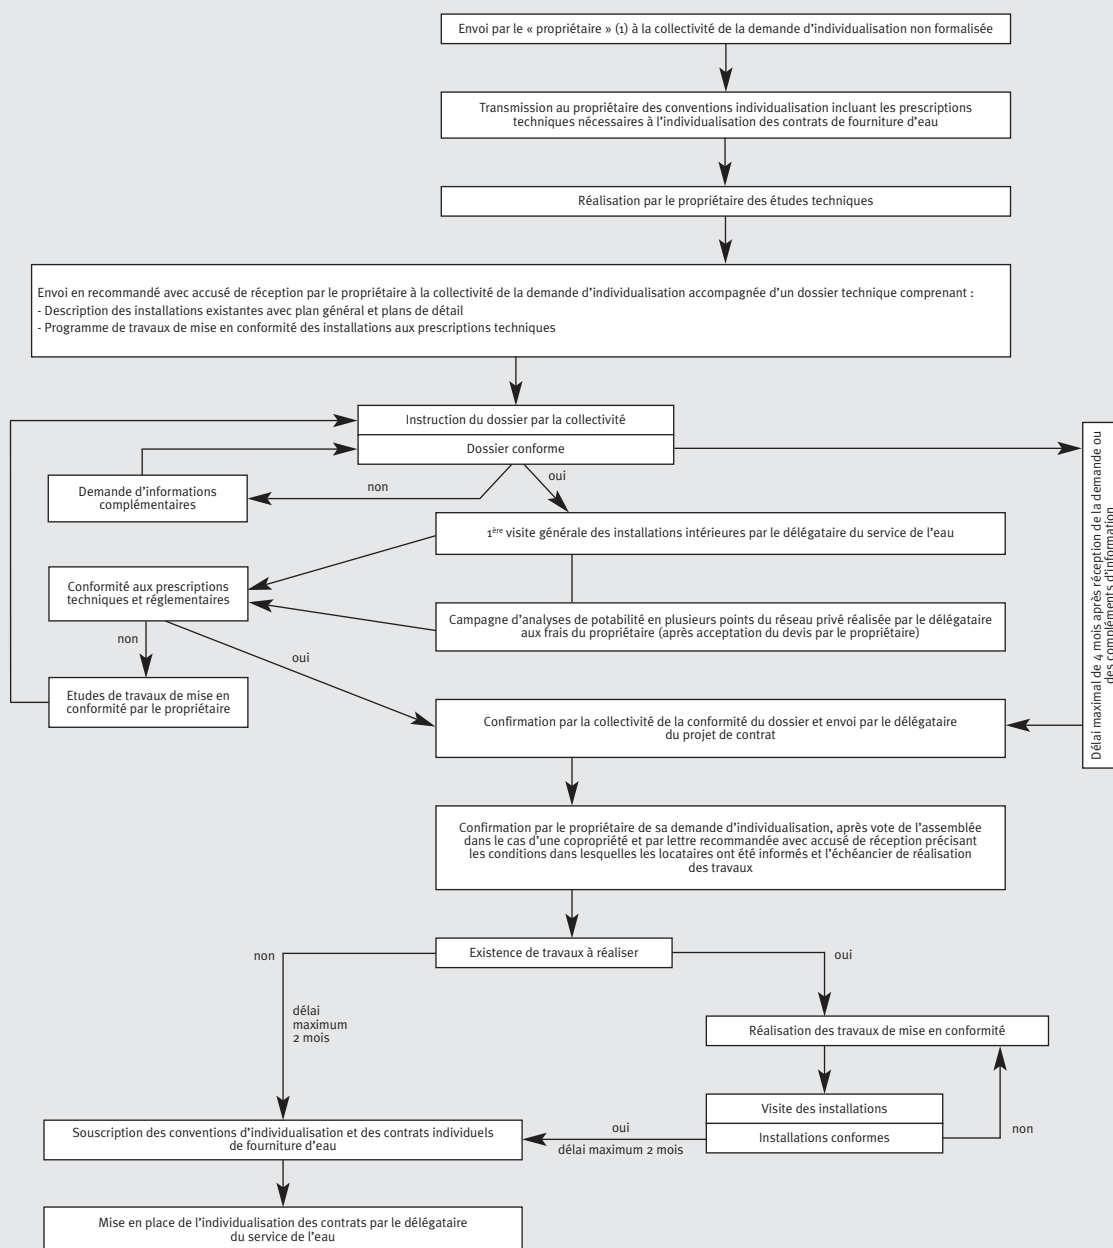 Envoi par le « propriétaire » (1) à la collectivité de la demande d'individualisation non formalisée
Transmission au propriétaire des conventions individualisation incluant les prescriptions
techniques nécessaires à l'individualisation des contrats de fourniture d'eau
Réalisation par le propriétaire des études techniques
Envoi en recommandé avec accusé de réception par le propriétaire à la collectivité de la demande d'individualisation accompagnée d'un dossier technique comprenant :
- Description des installations existantes avec plan général et plans de détail
- Programme de travaux de mise en conformité des installations aux prescriptions techniques
Instruction du dossier par la collectivité
Dossier conforme
non
oui
Demande d'informations
complémentaires
1ère visite générale des installations intérieures par le délégataire du service de l'eau
Conformité aux prescriptions
techniques et réglementaires
Campagne d'analyses de potabilité en plusieurs points du réseau privé réalisée par le délégataire
aux frais du propriétaire (après acceptation du devis par le propriétaire)
non
oui
Etudes de travaux de mise en
conformité par le propriétaire
Délai maximal de 4 mois après réception de la demande ou
des compléments d'information
Confirmation par la collectivité de la conformité du dossier et envoi par le délégataire
du projet de contrat
Confirmation par le propriétaire de sa demande d'individualisation, après vote de l'assemblée
dans le cas d'une copropriété et par lettre recommandée avec accusé de réception précisant
les conditions dans lesquelles les locataires ont été informés et l'échéancier de réalisation
des travaux
Existence de travaux à réaliser
non
oui
délai
maximum
2 mois
Réalisation des travaux de mise en conformité
Visite des installations
Installations conformes
non
oui
délai maximum 2 mois
Souscription des conventions d'individualisation et des contrats individuels
de fourniture d'eau
Mise en place de l'individualisation des contrats par le délégataire
du service de l'eau